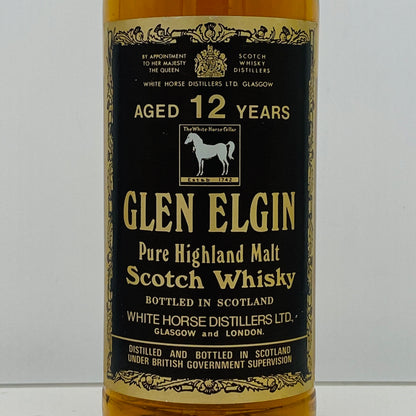 BY APPOINTMENT
TO HER MAJESTY
THE QUEEN
SCOTCH
WHISKY
DISTILLERS
WHITE HORSE DISTILLERS LTD. GLASGOW
AGED 12 YEARS
The White Horse Cellar
Estab 1742
GLEN ELGIN
Pure Highland Malt
Scotch Whisky
BOTTLED IN SCOTLAND
WHITE HORSE DISTILLERS LTD.
GLASGOW and LONDON.
DISTILLED AND BOTTLED IN SCOTLAND
UNDER BRITISH GOVERNMENT SUPERVISION